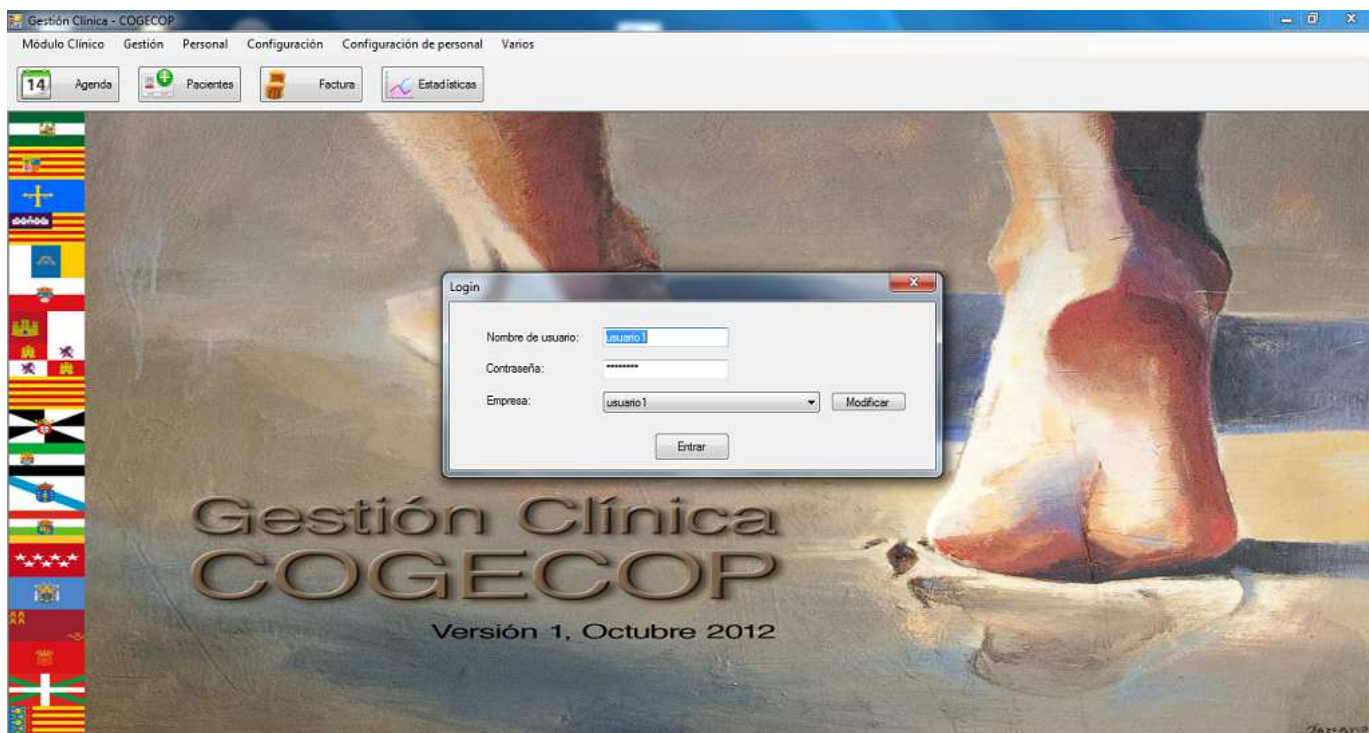 Gestión Clinica - COGECOP
Módulo Clínico Gestión Personal Configuración Configuración de personal Varios
14 Agenda Pacientes Factura Estadísticas
Login
Nombre de usuario: usuario1
Contraseña: ********
Empresa: usuario1 Modificar
Entrar
Gestión Clínica
COGECOP
Versión 1, Octubre 2012